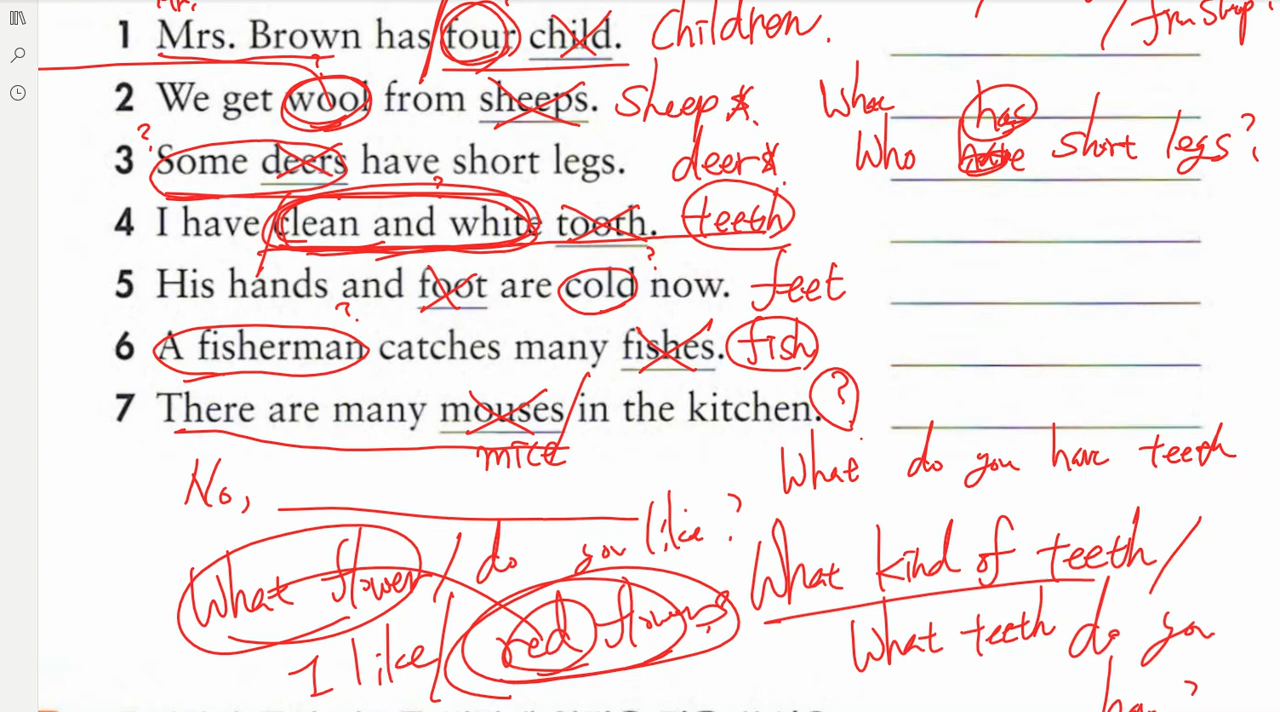 Mr.
1 Mrs. Brown has four child. Children.
2 We get wool from sheeps. Sheep
3 Some deers have short legs. deer
What
Who has short legs?
4 I have clean and white tooth. teeth
5 His hands and foot are cold now. feet
6 A fisherman catches many fishes. fish
7 There are many mouses in the kitchen. ?
mice
What do you have teeth
No, 
What flower / do you like?
I like red flowers
What kind of teeth /
What teeth do you